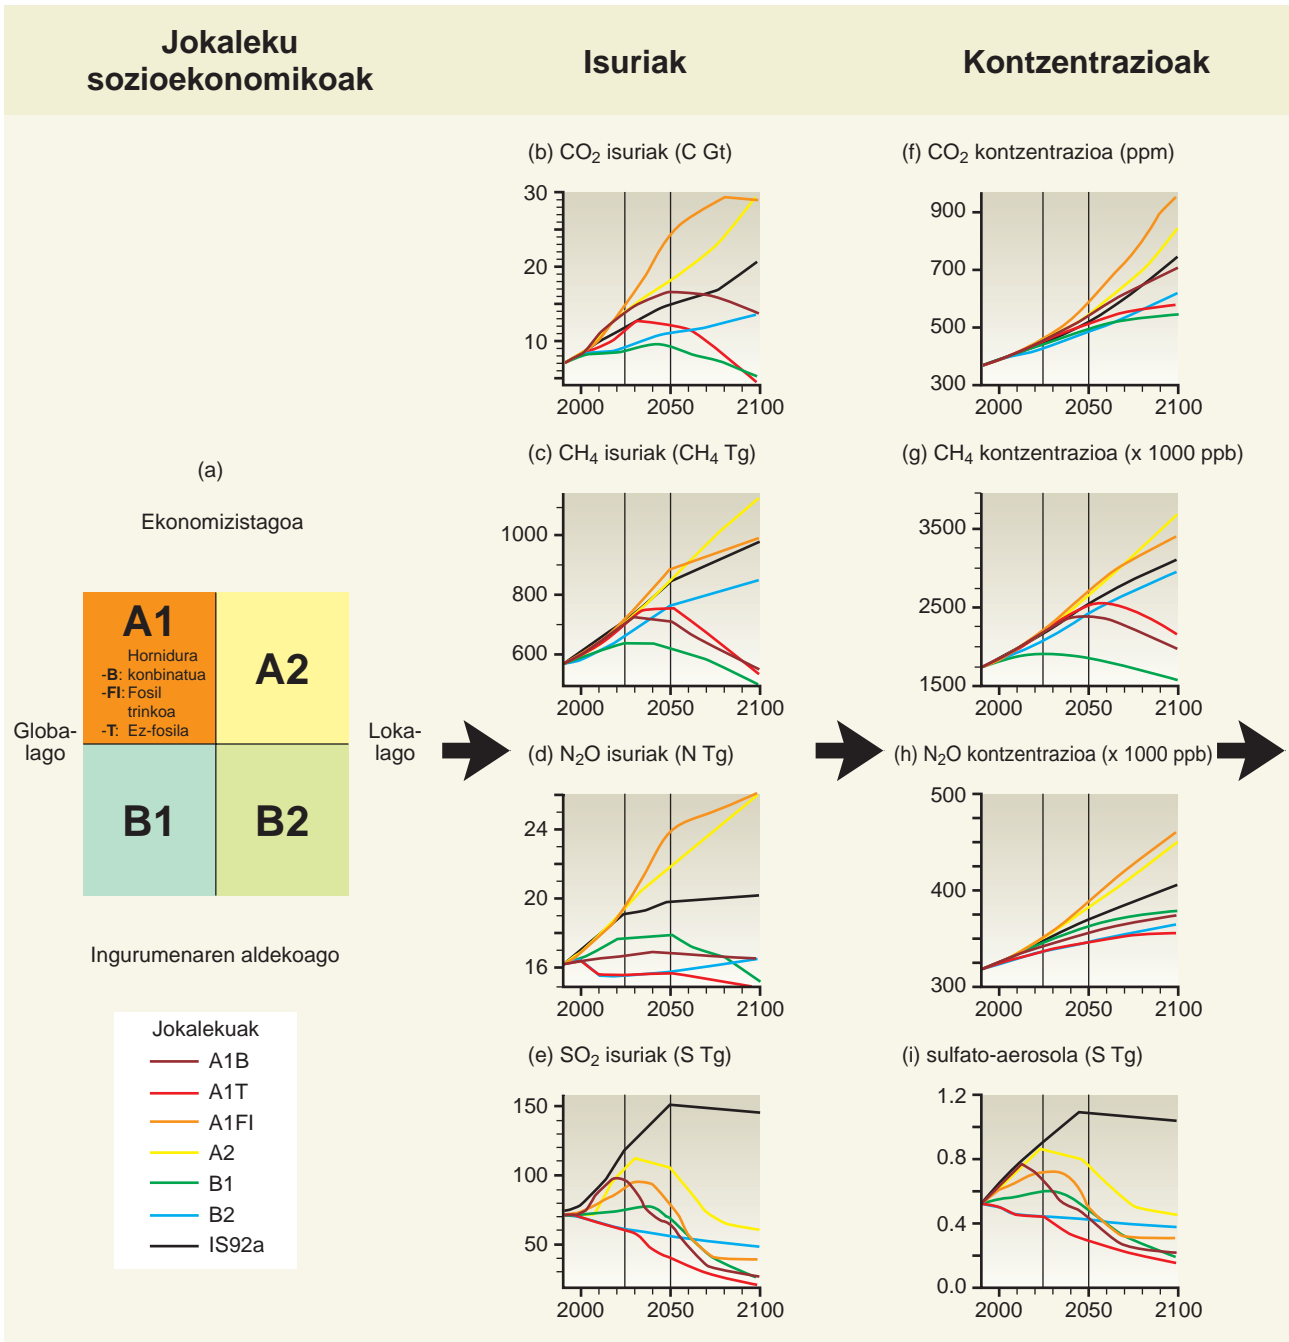 Jokaleku
sozioekonomikoak
Isuriak
Kontzentrazioak
(a)
Ekonomizistagoa
A1
Hornidura
-B: konbinatua
-FI: Fosil
trinkoa
-T: Ez-fosila
A2
Globa-
lago
Loka-
lago
B1
B2
Ingurumenaren aldekoago
Jokalekuak
A1B
A1T
A1FI
A2
B1
B2
IS92a
(b) CO₂ isuriak (C Gt)
30
20
10
2000 2050 2100
(c) CH₄ isuriak (CH₄ Tg)
1000
800
600
2000 2050 2100
(d) N₂O isuriak (N Tg)
24
20
16
2000 2050 2100
(e) SO₂ isuriak (S Tg)
150
100
50
2000 2050 2100
(f) CO₂ kontzentrazioa (ppm)
900
700
500
300
2000 2050 2100
(g) CH₄ kontzentrazioa (x 1000 ppb)
3500
2500
1500
2000 2050 2100
(h) N₂O kontzentrazioa (x 1000 ppb)
500
400
300
2000 2050 2100
(i) sulfato-aerosola (S Tg)
1.2
0.8
0.4
0.0
2000 2050 2100